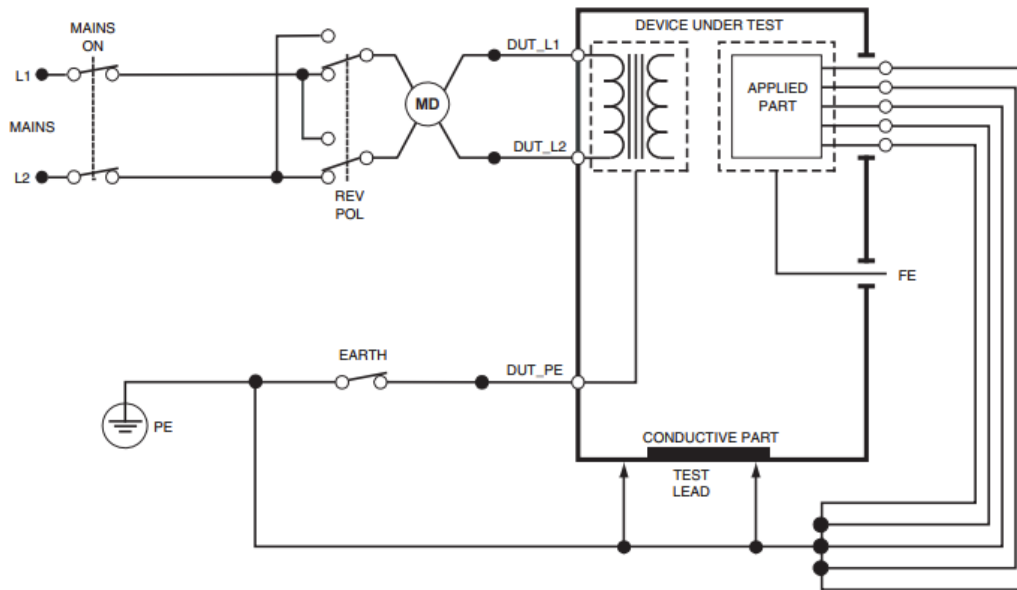 MAINS
ON
L1
MAINS
L2
REV
POL
MD
DUT_L1
DUT_L2
DEVICE UNDER TEST
APPLIED
PART
FE
EARTH
DUT_PE
PE
CONDUCTIVE PART
TEST
LEAD